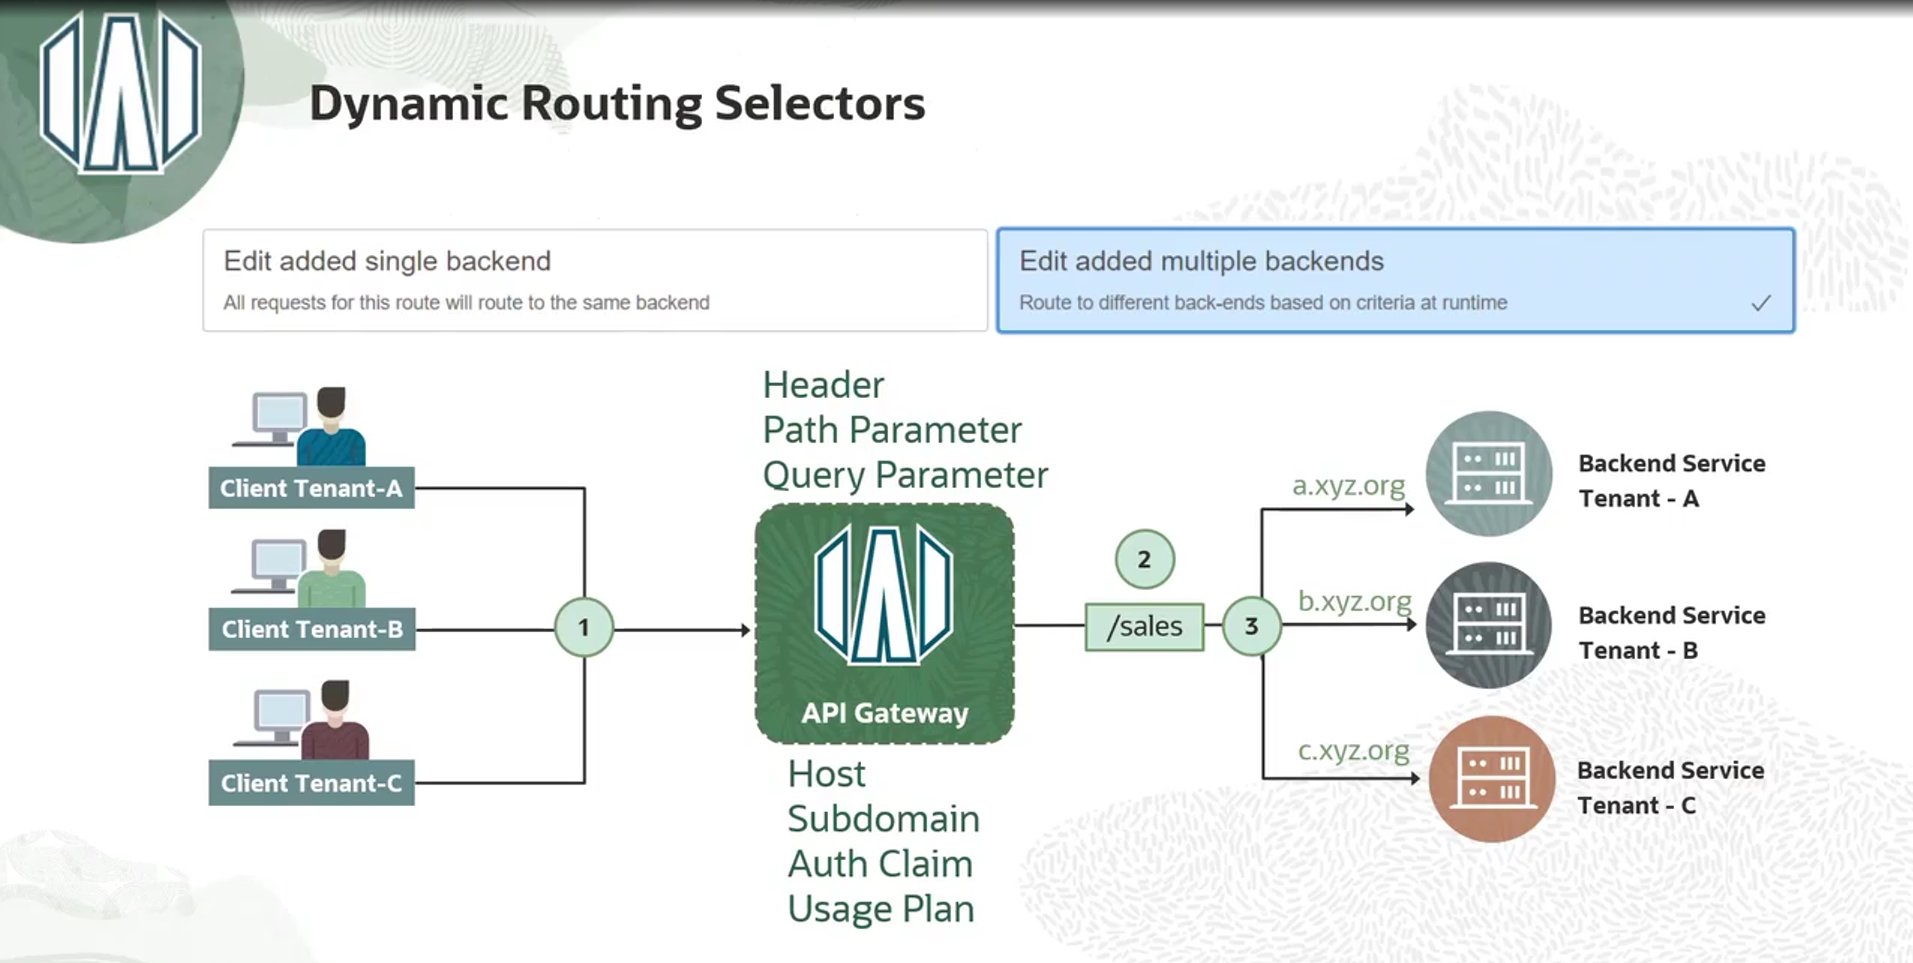 Dynamic Routing Selectors
Edit added single backend
All requests for this route will route to the same backend
Edit added multiple backends
Route to different back-ends based on criteria at runtime
Header
Path Parameter
Query Parameter
Client Tenant-A
Client Tenant-B
Client Tenant-C
1
API Gateway
Host
Subdomain
Auth Claim
Usage Plan
2
/sales
3
a.xyz.org
b.xyz.org
c.xyz.org
Backend Service
Tenant - A
Backend Service
Tenant - B
Backend Service
Tenant - C